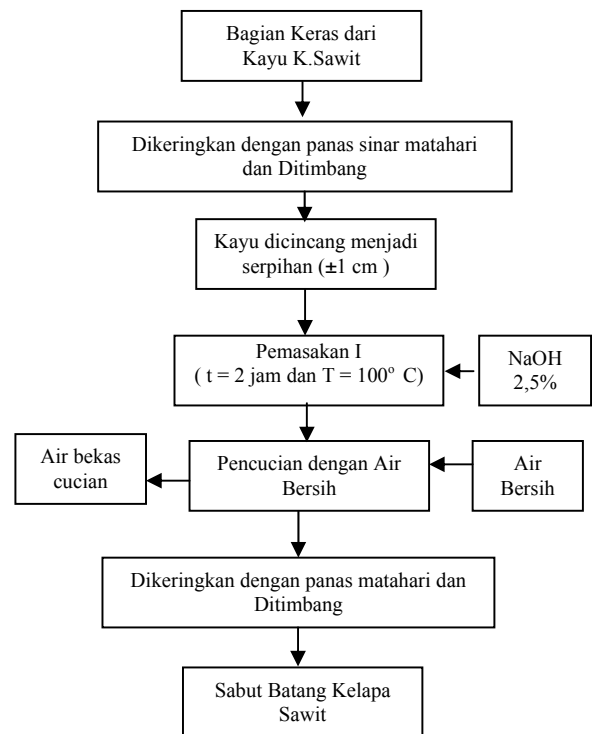 Bagian Keras dari
Kayu K.Sawit
Dikeringkan dengan panas sinar matahari
dan Ditimbang
Kayu dicincang menjadi
serpihan (±1 cm )
Pemasakan I
( t = 2 jam dan T = 100° C)
NaOH
2,5%
Air bekas
cucian
Pencucian dengan Air
Bersih
Air
Bersih
Dikeringkan dengan panas matahari dan
Ditimbang
Sabut Batang Kelapa
Sawit